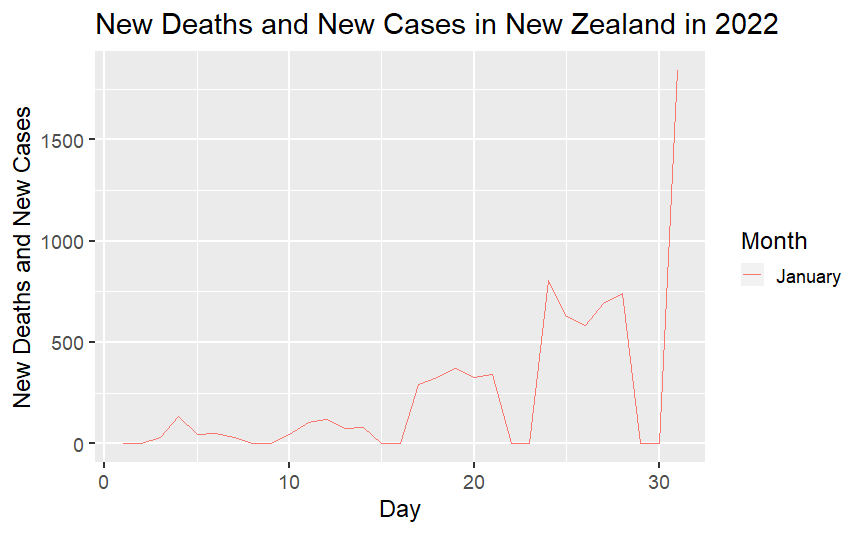 New Deaths and New Cases in New Zealand in 2022
New Deaths and New Cases
1500
1000
500
0
0 10 20 30
Day
Month
January